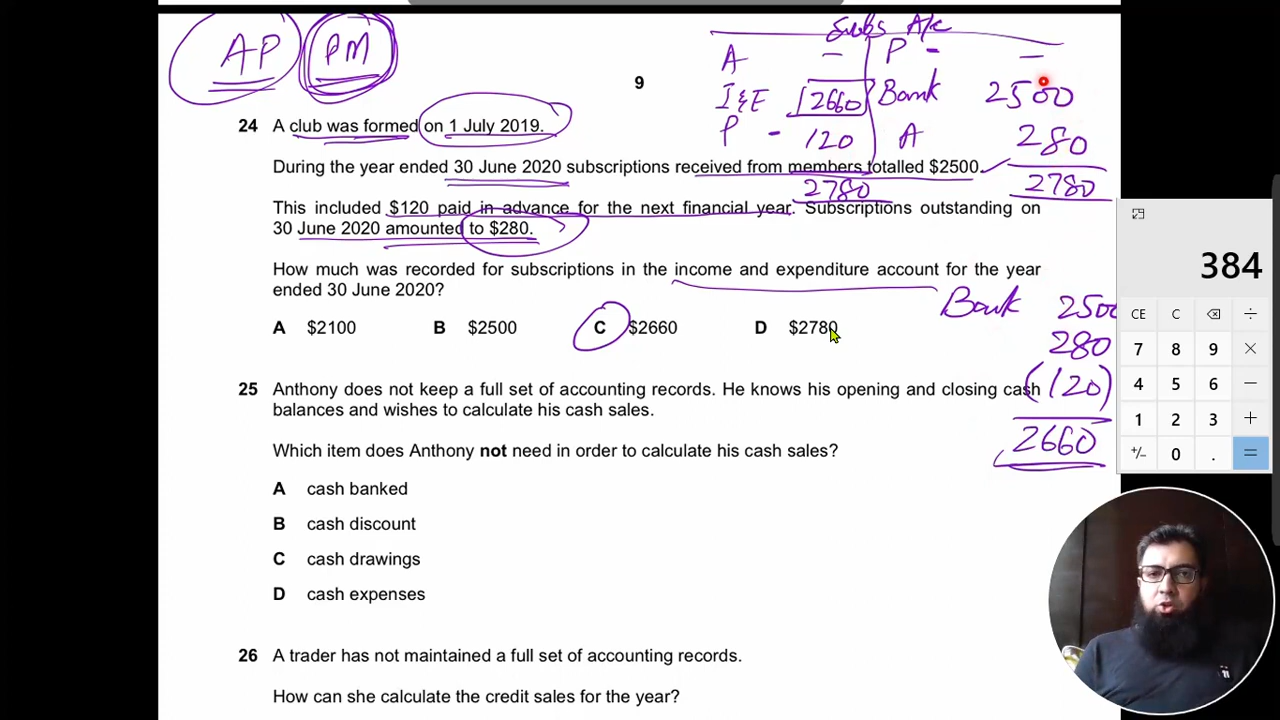 AP PM
Subs A/c
A - P - -
9
I&E 2660 Bank 2500
P - 120 A 280
2780 2780
24 A club was formed on 1 July 2019.
During the year ended 30 June 2020 subscriptions received from members totalled $2500.
This included $120 paid in advance for the next financial year. Subscriptions outstanding on
30 June 2020 amounted to $280.
How much was recorded for subscriptions in the income and expenditure account for the year
ended 30 June 2020?
A $2100 B $2500 C $2660 D $2780
Bank 2500
280
(120)
2660
25 Anthony does not keep a full set of accounting records. He knows his opening and closing cash
balances and wishes to calculate his cash sales.
Which item does Anthony not need in order to calculate his cash sales?
A cash banked
B cash discount
C cash drawings
D cash expenses
26 A trader has not maintained a full set of accounting records.
How can she calculate the credit sales for the year?
384
CE C ⌫ ÷
7 8 9 ×
4 5 6 −
1 2 3 +
+/− 0 . =